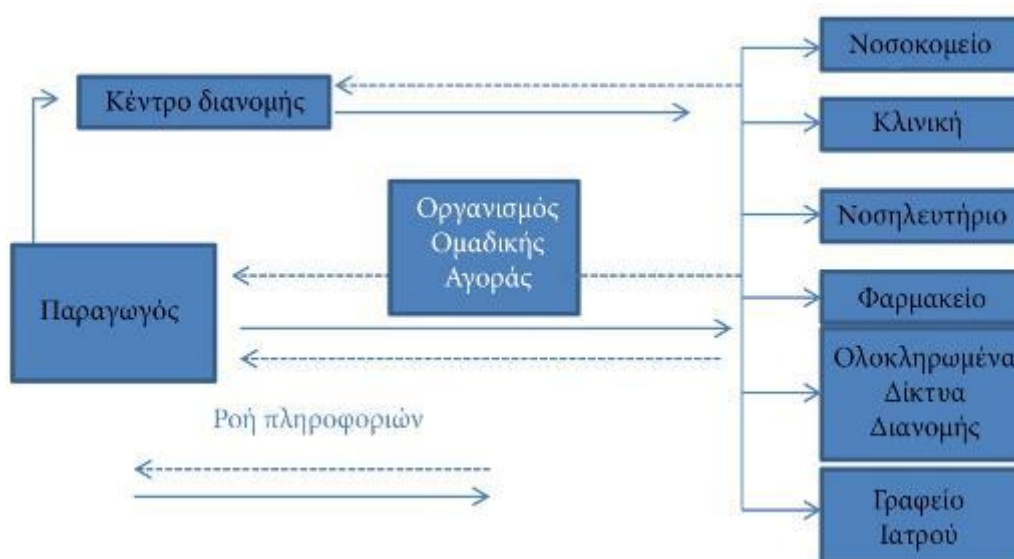 Νοσοκομείο
Κέντρο διανομής
Κλινική
Οργανισμός
Ομαδικής
Αγοράς
Νοσηλευτήριο
Παραγωγός
Φαρμακείο
Ολοκληρωμένα
Δίκτυα
Διανομής
Ροή πληροφοριών
Γραφείο
Ιατρού